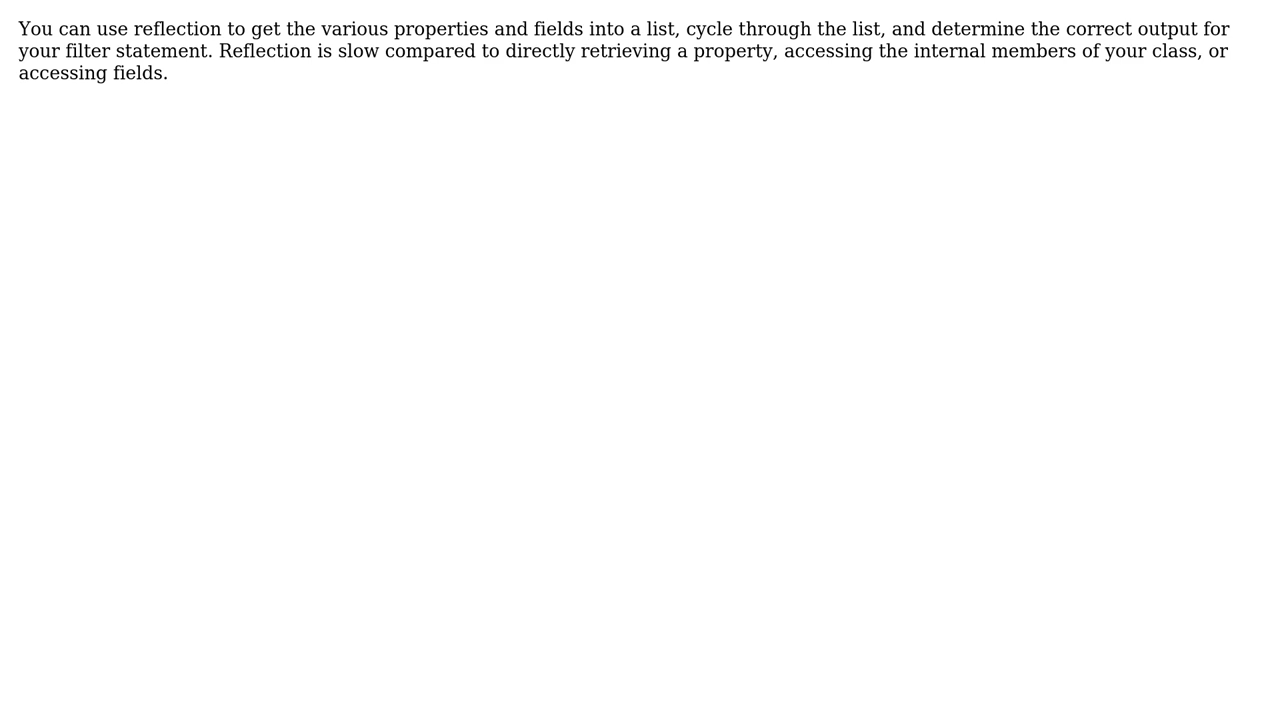 You can use reflection to get the various properties and fields into a list, cycle through the list, and determine the correct output for
your filter statement. Reflection is slow compared to directly retrieving a property, accessing the internal members of your class, or
accessing fields.